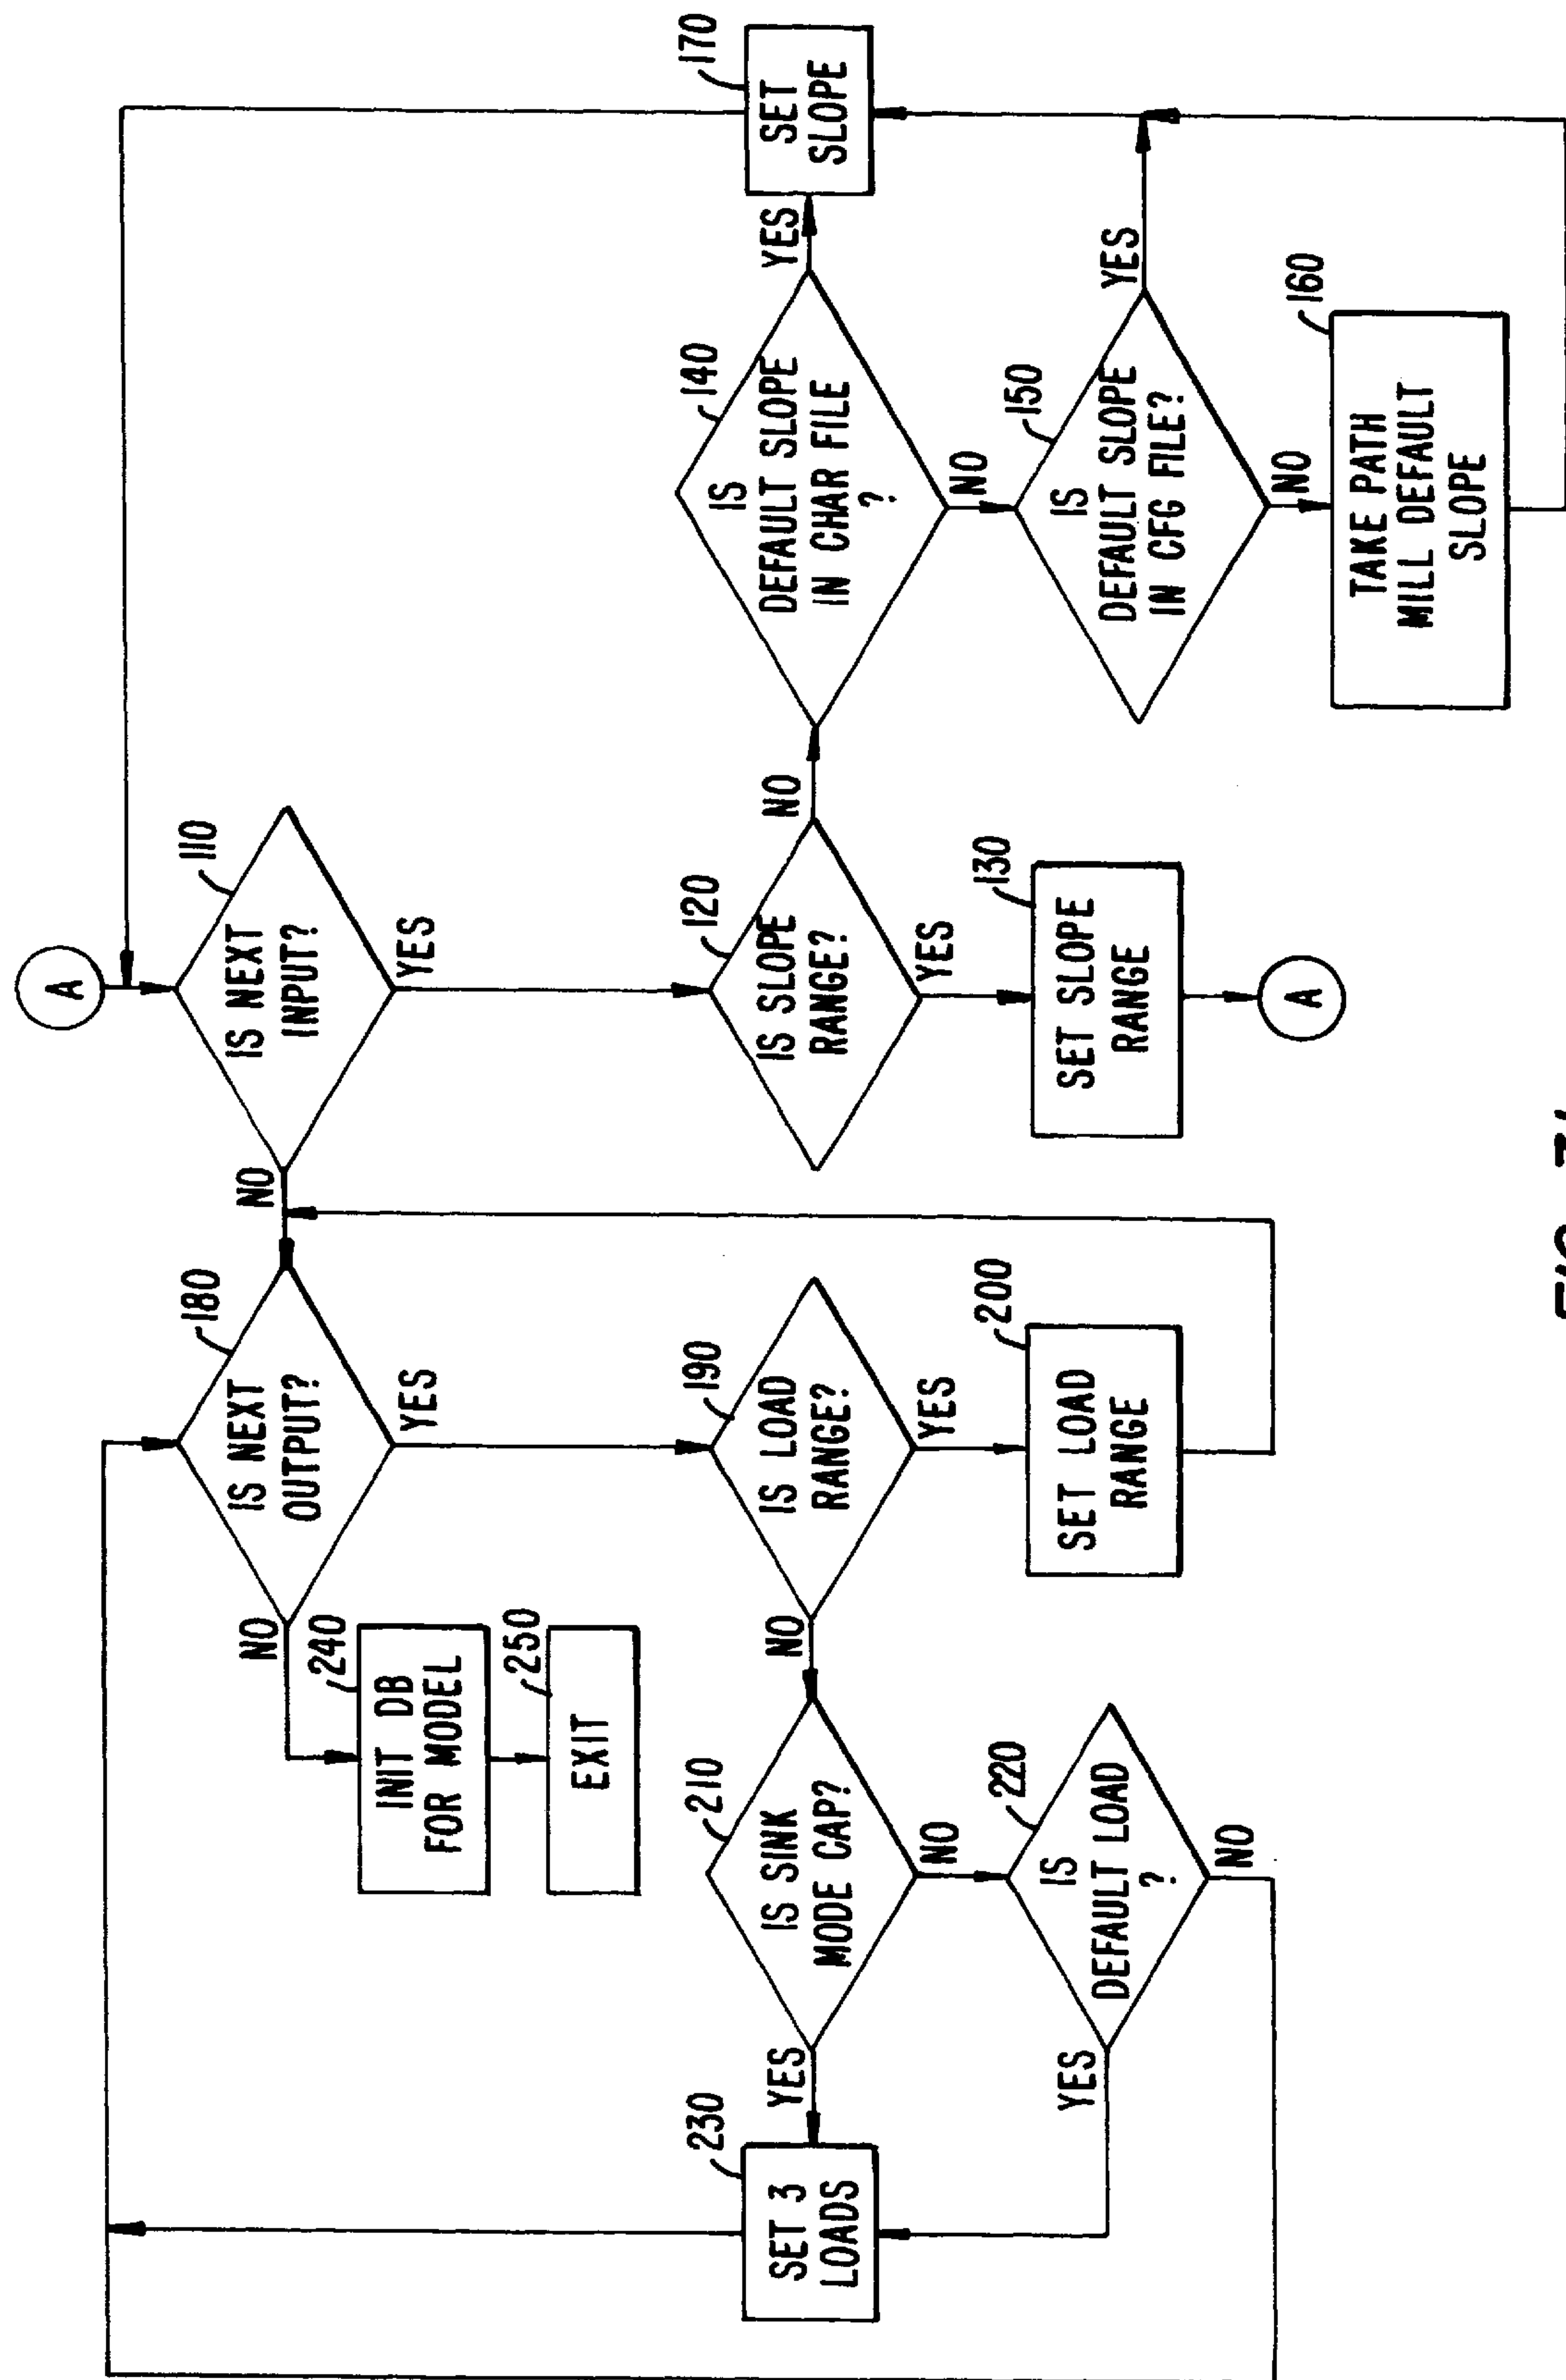 A
110
IS NEXT
INPUT?
NO
YES
180
IS NEXT
OUTPUT?
NO
YES
240
INIT DB
FOR MODEL
250
EXIT
120
IS SLOPE
RANGE?
NO
YES
130
SET SLOPE
RANGE
A
140
IS
DEFAULT SLOPE
IN CHAR FILE
?
YES
NO
170
SET
SLOPE
150
IS
DEFAULT SLOPE
IN CFG FILE?
YES
NO
160
TAKE PATH
MILL DEFAULT
SLOPE
190
IS LOAD
RANGE?
NO
YES
200
SET LOAD
RANGE
210
IS SINK
MODE CAP?
YES
NO
220
IS
DEFAULT LOAD
?
YES
NO
230
SET 3
LOADS